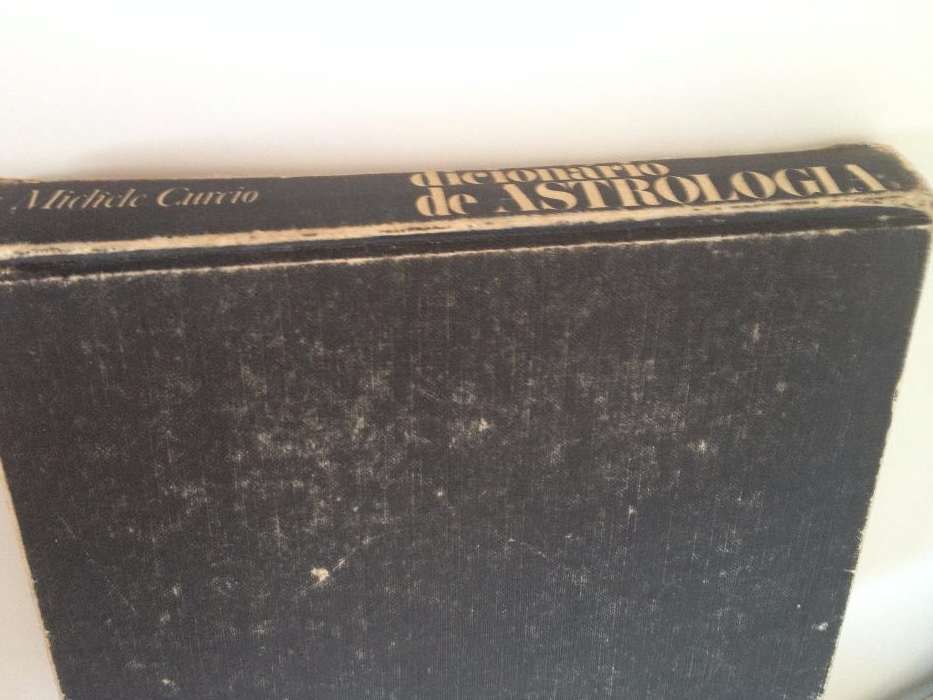 Michele Curcio
dicionario
de ASTROLOGIA